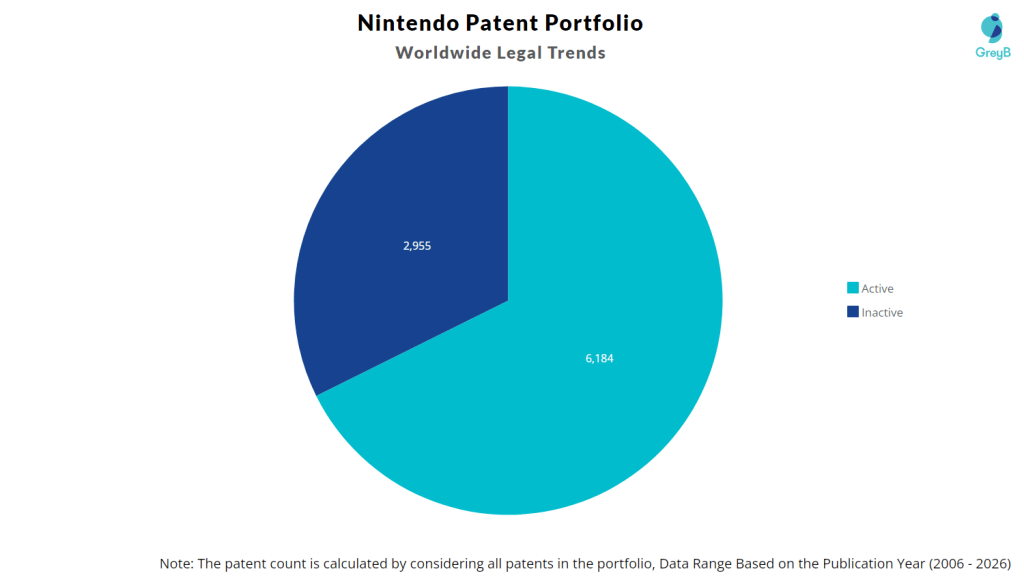 Nintendo Patent Portfolio
Worldwide Legal Trends
GreyB
2,955
6,184
Active
Inactive
Note: The patent count is calculated by considering all patents in the portfolio, Data Range Based on the Publication Year (2006 - 2026)